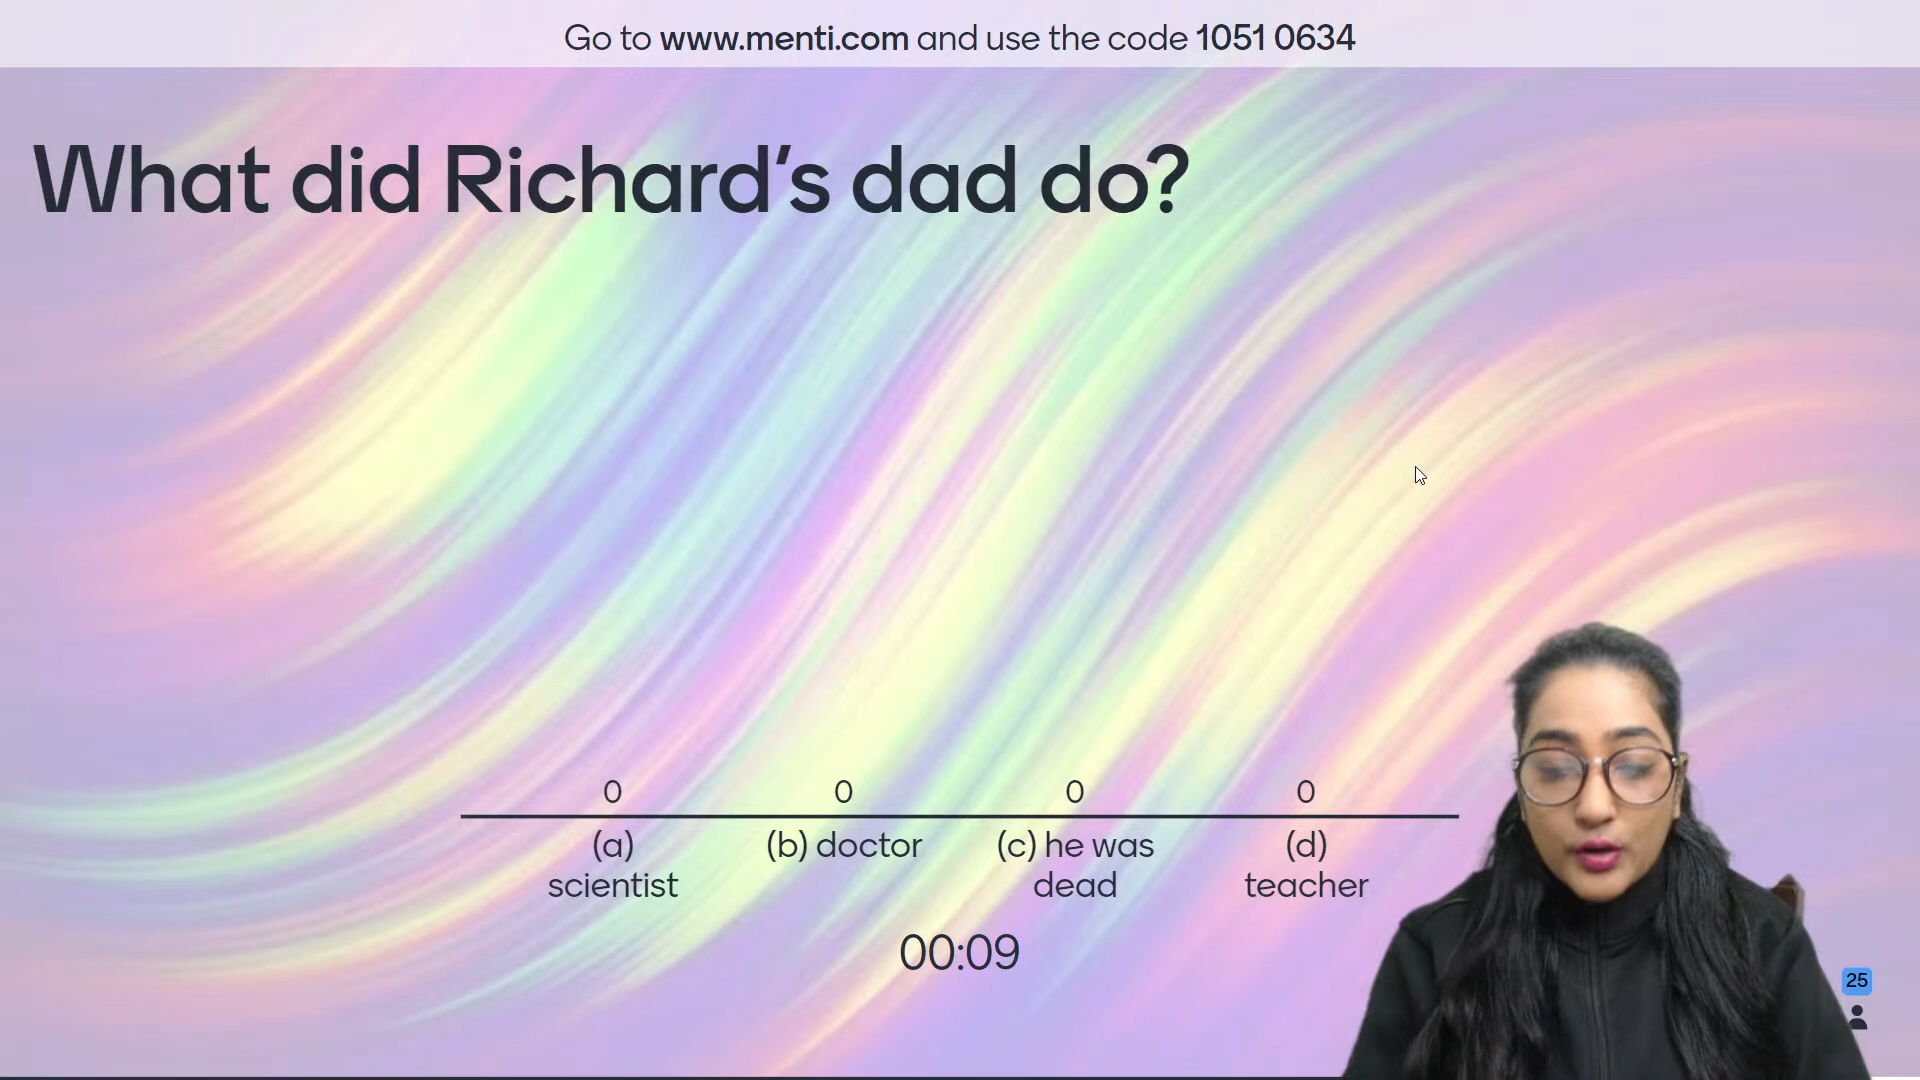 Go to www.menti.com and use the code 1051 0634
What did Richard’s dad do?
0 0 0 0
(a) scientist
(b) doctor
(c) he was dead
(d) teacher
00:09
25